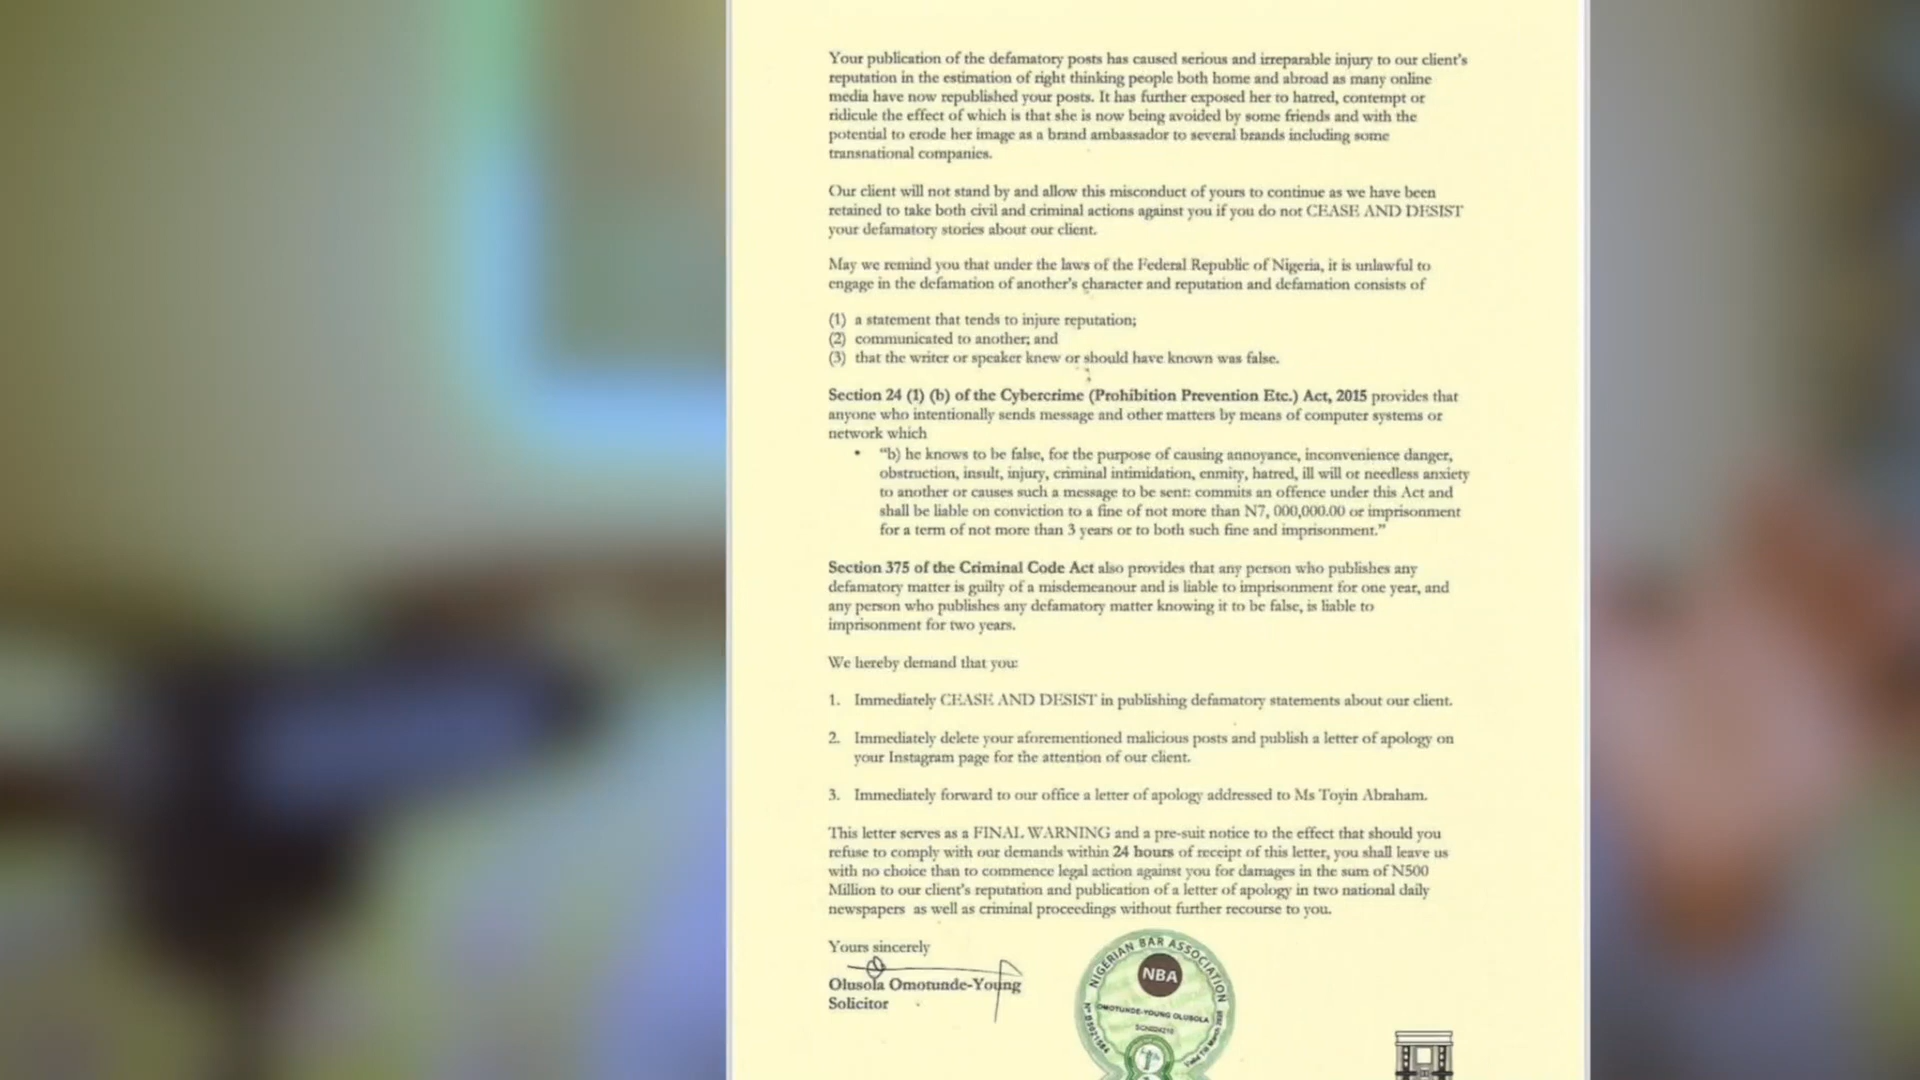 Your publication of the defamatory posts has caused serious and irreparable injury to our client's
reputation in the estimation of right thinking people both home and abroad as many online
media have now republished your posts. It has further exposed her to hatred, contempt or
ridicule the effect of which is that she is now being avoided by some friends and with the
potential to erode her image as a brand ambassador to several brands including some
transnational companies.
Our client will not stand by and allow this misconduct of yours to continue as we have been
retained to take both civil and criminal actions against you if you do not CEASE AND DESIST
your defamatory stories about our client.
May we remind you that under the laws of the Federal Republic of Nigeria, it is unlawful to
engage in the defamation of another's character and reputation and defamation consists of
(1) a statement that tends to injure reputation;
(2) communicated to another; and
(3) that the writer or speaker knew or should have known was false.
Section 24 (1) (b) of the Cybercrime (Prohibition Prevention Etc.) Act, 2015 provides that
anyone who intentionally sends message and other matters by means of computer systems or
network which
• "b) he knows to be false, for the purpose of causing annoyance, inconvenience danger,
obstruction, insult, injury, criminal intimidation, enmity, hatred, ill will or needless anxiety
to another or causes such a message to be sent: commits an offence under this Act and
shall be liable on conviction to a fine of not more than N7, 000,000.00 or imprisonment
for a term of not more than 3 years or to both such fine and imprisonment."
Section 375 of the Criminal Code Act also provides that any person who publishes any
defamatory matter is guilty of a misdemeanour and is liable to imprisonment for one year, and
any person who publishes any defamatory matter knowing it to be false, is liable to
imprisonment for two years.
We hereby demand that you:
1. Immediately CEASE AND DESIST in publishing defamatory statements about our client.
2. Immediately delete your aforementioned malicious posts and publish a letter of apology on
your Instagram page for the attention of our client.
3. Immediately forward to our office a letter of apology addressed to Ms Toyin Abraham.
This letter serves as a FINAL WARNING and a pre-suit notice to the effect that should you
refuse to comply with our demands within 24 hours of receipt of this letter, you shall leave us
with no choice than to commence legal action against you for damages in the sum of N500
Million to our client's reputation and publication of a letter of apology in two national daily
newspapers as well as criminal proceedings without further recourse to you.
Yours sincerely
Olusola Omotunde-Young
Solicitor
NIGERIAN BAR ASSOCIATION
NBA
OMOTUNDE-YOUNG OLUSOLA